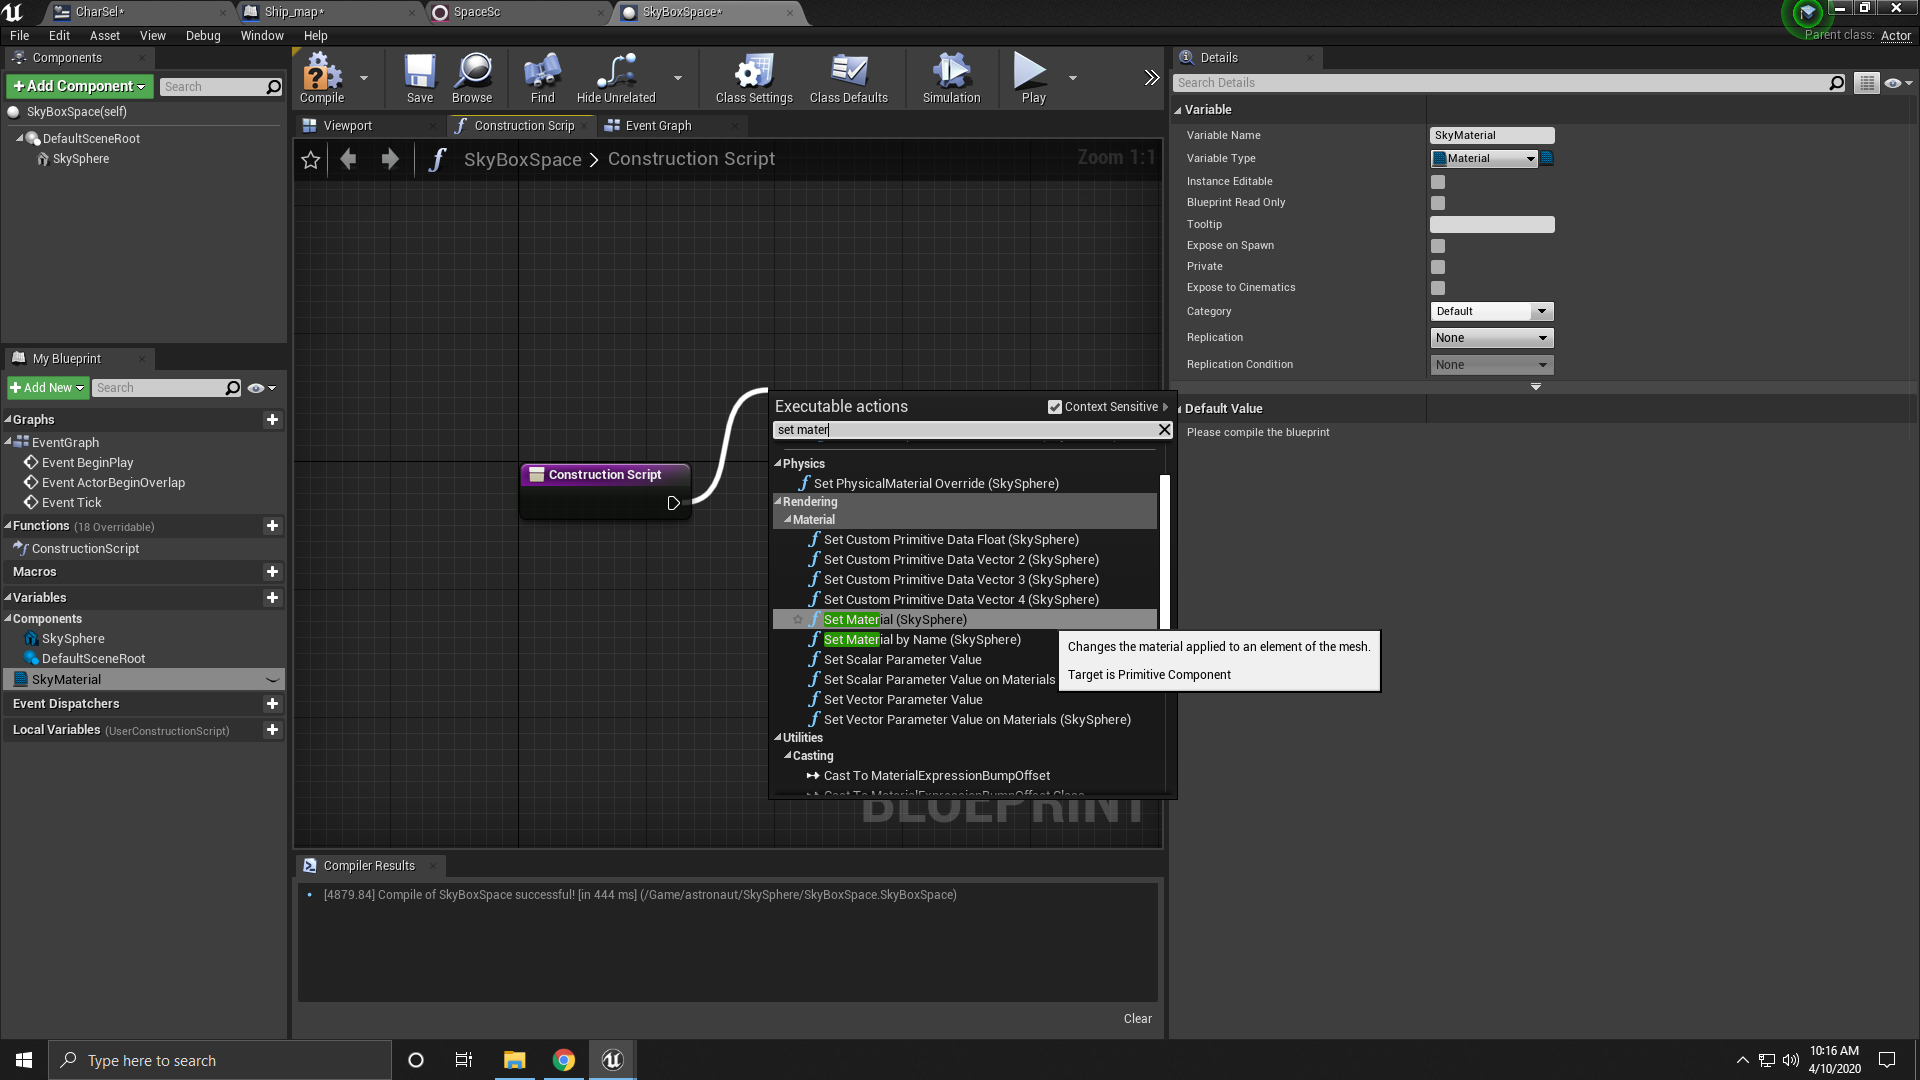 CharSel*
Ship_map*
SpaceSc
SkyBoxSpace*
File Edit Asset View Debug Window Help
Parent class: Actor
Components
+Add Component
Search
SkyBoxSpace(self)
DefaultSceneRoot
SkySphere
My Blueprint
+Add New
Search
Graphs
EventGraph
Event BeginPlay
Event ActorBeginOverlap
Event Tick
Functions (18 Overridable)
ConstructionScript
Macros
Variables
Components
SkySphere
DefaultSceneRoot
SkyMaterial
Event Dispatchers
Local Variables (UserConstructionScript)
Compile
Save
Browse
Find
Hide Unrelated
Class Settings
Class Defaults
Simulation
Play
Viewport
Construction Scrip
Event Graph
SkyBoxSpace > Construction Script
Zoom 1:1
Construction Script
Executable actions
Context Sensitive
set mater
Physics
Set PhysicalMaterial Override (SkySphere)
Rendering
Material
Set Custom Primitive Data Float (SkySphere)
Set Custom Primitive Data Vector 2 (SkySphere)
Set Custom Primitive Data Vector 3 (SkySphere)
Set Custom Primitive Data Vector 4 (SkySphere)
Set Material (SkySphere)
Set Material by Name (SkySphere)
Set Scalar Parameter Value
Set Scalar Parameter Value on Materials
Set Vector Parameter Value
Set Vector Parameter Value on Materials (SkySphere)
Utilities
Casting
Cast To MaterialExpressionBumpOffset
Cast To MaterialExpressionBumpOffset Class
Changes the material applied to an element of the mesh.
Target is Primitive Component
BLUEPRINT
Compiler Results
[4879.84] Compile of SkyBoxSpace successful! [in 444 ms] (/Game/astronaut/SkySphere/SkyBoxSpace.SkyBoxSpace)
Clear
Details
Search Details
Variable
Variable Name SkyMaterial
Variable Type Material
Instance Editable
Blueprint Read Only
Tooltip
Expose on Spawn
Private
Expose to Cinematics
Category Default
Replication None
Replication Condition None
Default Value
Please compile the blueprint
Type here to search
10:16 AM
4/10/2020